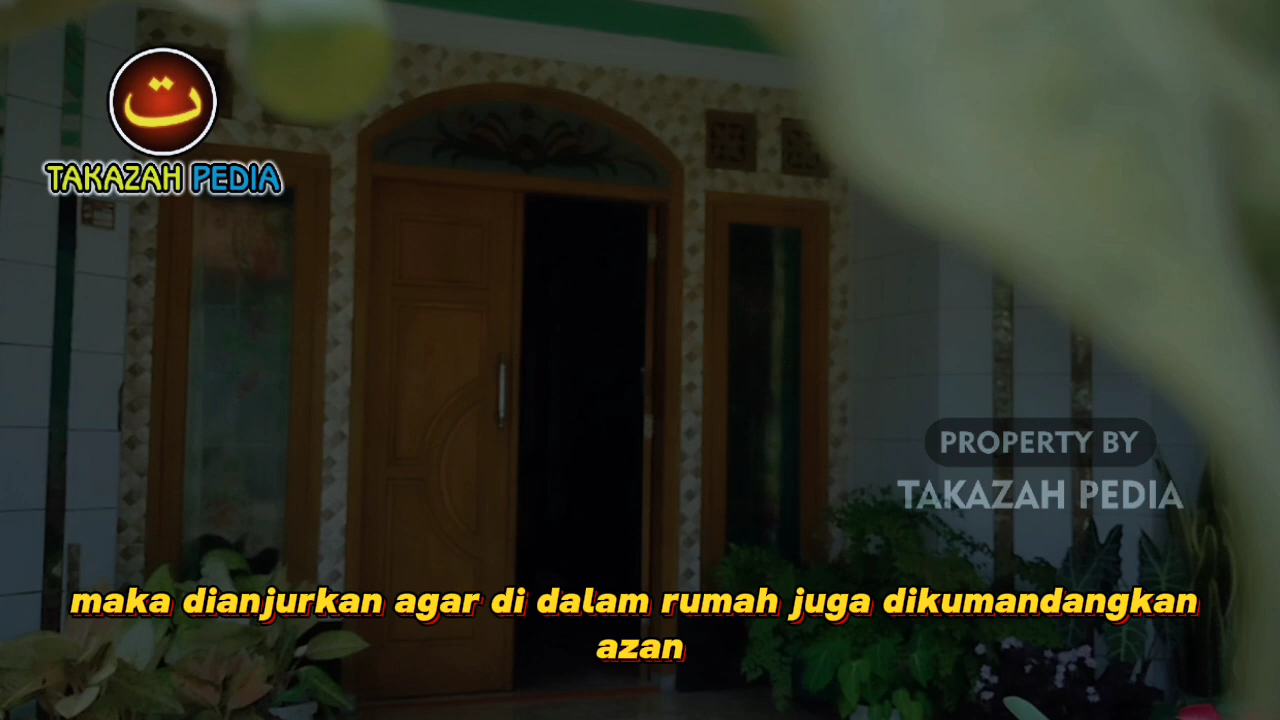 ت
TAKAZAH PEDIA
PROPERTY BY
TAKAZAH PEDIA
maka dianjurkan agar di dalam rumah juga dikumandangkan
azan